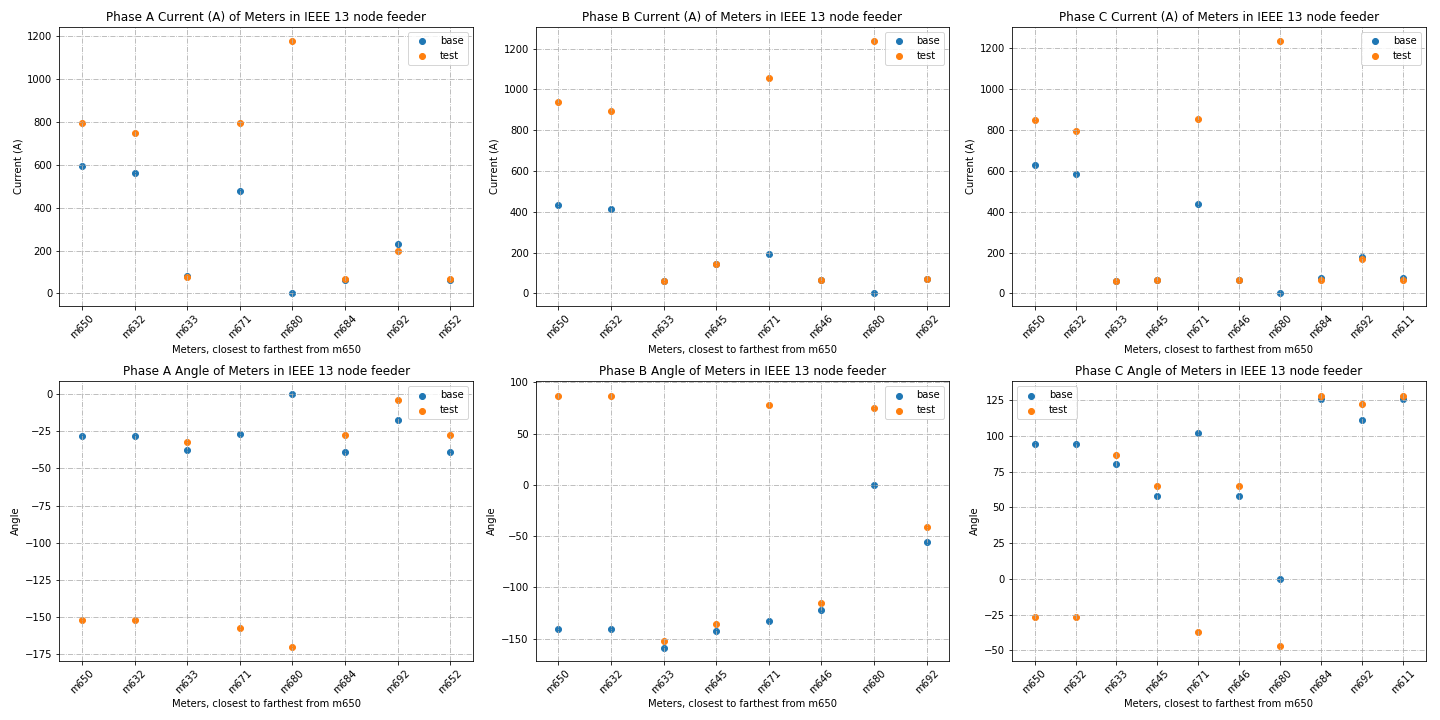 Phase A Current (A) of Meters in IEEE 13 node feeder
base
test
Current (A)
1200
1000
800
600
400
200
0
m650
m632
m633
m671
m680
m684
m692
m652
Meters, closest to farthest from m650
Phase B Current (A) of Meters in IEEE 13 node feeder
base
test
Current (A)
1200
1000
800
600
400
200
0
m650
m632
m633
m645
m671
m646
m680
m692
Meters, closest to farthest from m650
Phase C Current (A) of Meters in IEEE 13 node feeder
base
test
Current (A)
1200
1000
800
600
400
200
0
m650
m632
m633
m645
m671
m646
m680
m684
m692
m611
Meters, closest to farthest from m650
Phase A Angle of Meters in IEEE 13 node feeder
base
test
Angle
0
−25
−50
−75
−100
−125
−150
−175
m650
m632
m633
m671
m680
m684
m692
m652
Meters, closest to farthest from m650
Phase B Angle of Meters in IEEE 13 node feeder
base
test
Angle
100
50
0
−50
−100
−150
m650
m632
m633
m645
m671
m646
m680
m692
Meters, closest to farthest from m650
Phase C Angle of Meters in IEEE 13 node feeder
base
test
Angle
125
100
75
50
25
0
−25
−50
m650
m632
m633
m645
m671
m646
m680
m684
m692
m611
Meters, closest to farthest from m650